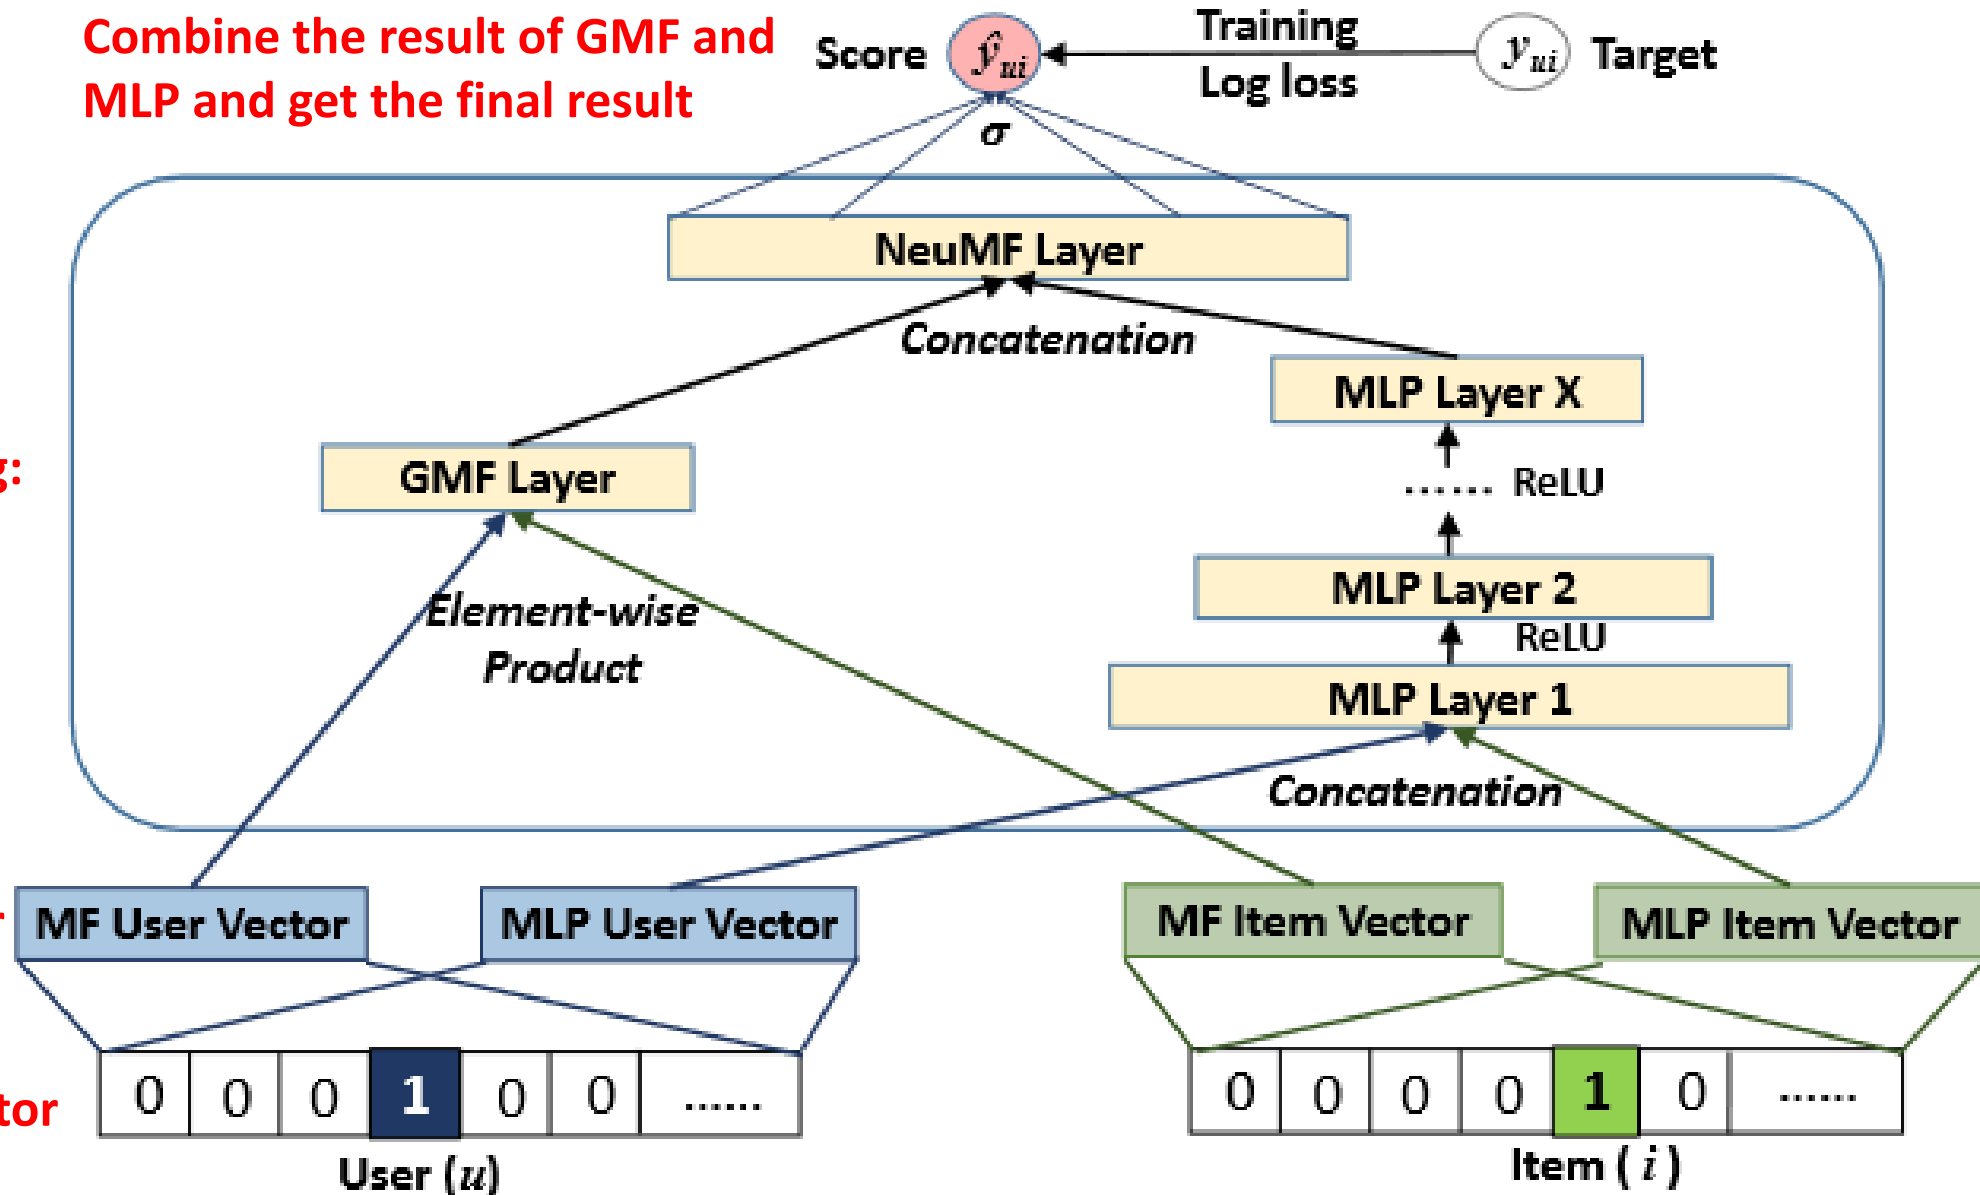 Combine the result of GMF and
MLP and get the final result
Score
ŷui
Training
Log loss
yui
Target
σ
NeuMF Layer
Concatenation
MLP Layer X
GMF Layer
...... ReLU
Element-wise
Product
MLP Layer 2
ReLU
MLP Layer 1
Concatenation
MF User Vector
MLP User Vector
MF Item Vector
MLP Item Vector
0 0 0 1 0 0 ......
0 0 0 0 1 0 ......
User (u)
Item ( i )